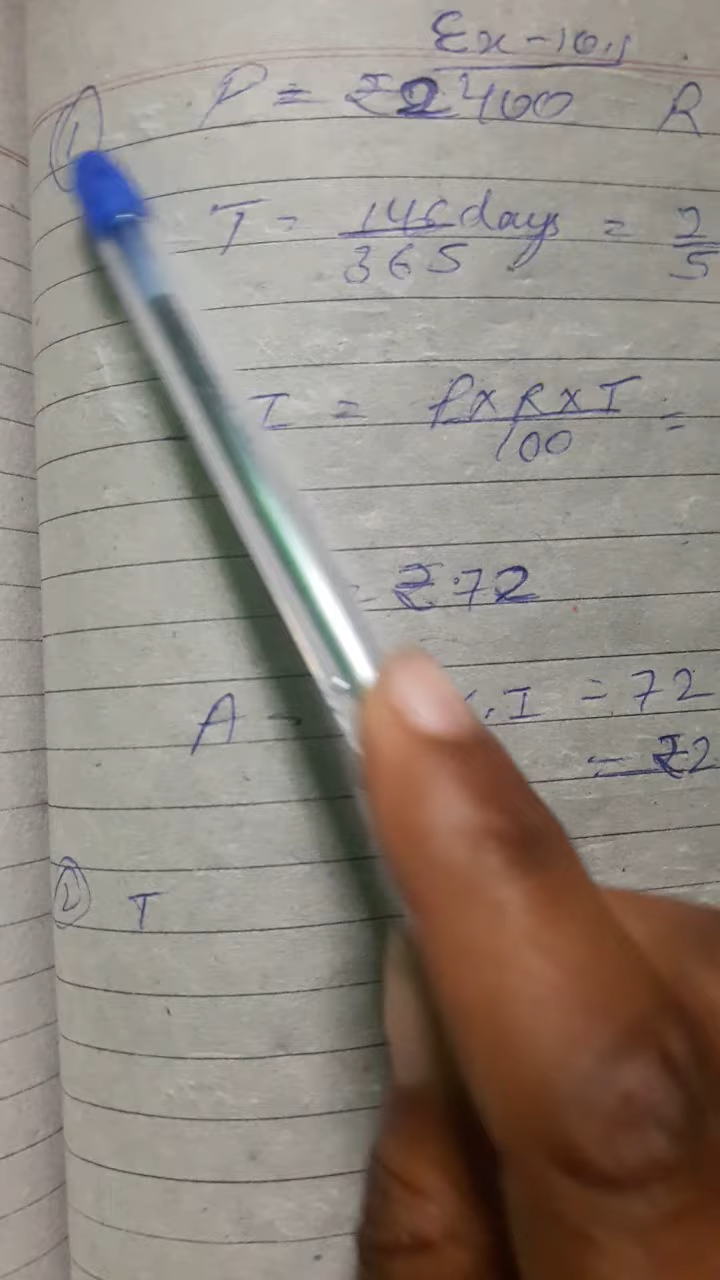 Ex-10.1
① P = ₹2400 R
T = 146 days / 365 = 2/5
I = P×R×T / 100 =
= ₹72
A = I = 72
= ₹2
② T